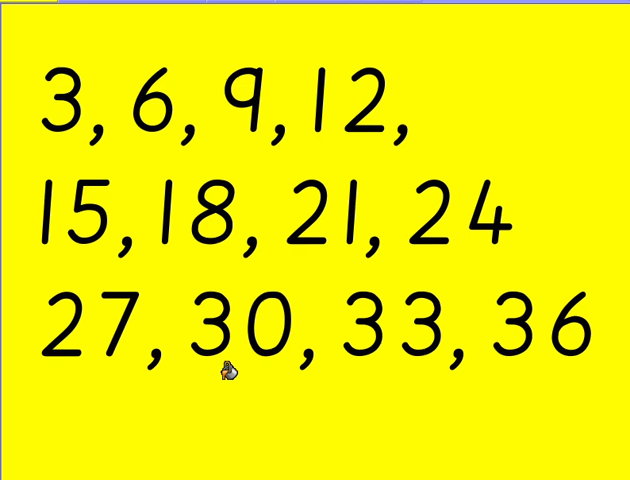 3, 6, 9, 12,
15, 18, 21, 24
27, 30, 33, 36